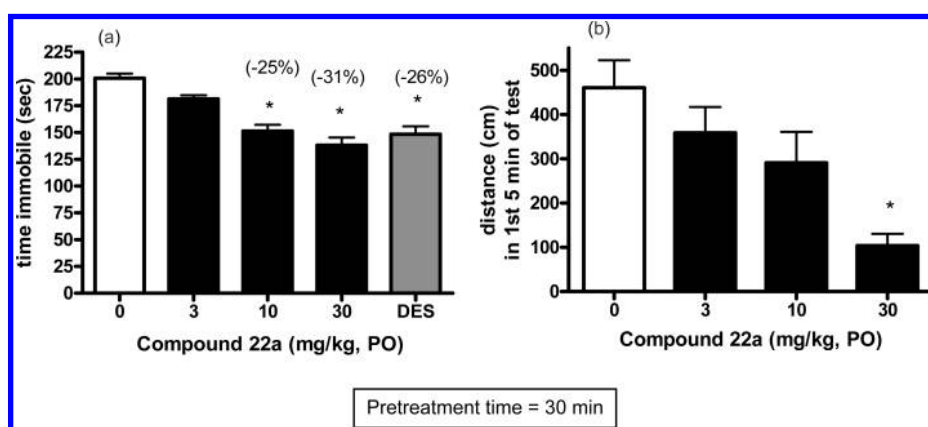 (a)
time immobile (sec)
225
200
175
150
125
100
75
50
25
0
(-25%)
(-31%)
(-26%)
*
*
*
0 3 10 30 DES
Compound 22a (mg/kg, PO)
(b)
distance (cm)
in 1st 5 min of test
500
400
300
200
100
0
*
0 3 10 30
Compound 22a (mg/kg, PO)
Pretreatment time = 30 min